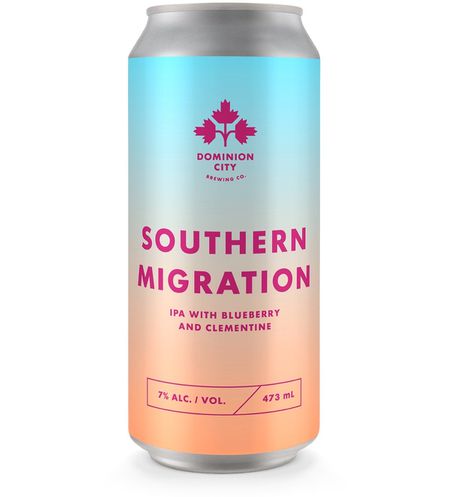 DOMINION
CITY
BREWING CO.
SOUTHERN
MIGRATION
IPA WITH BLUEBERRY
AND CLEMENTINE
7% ALC. / VOL.
473 mL